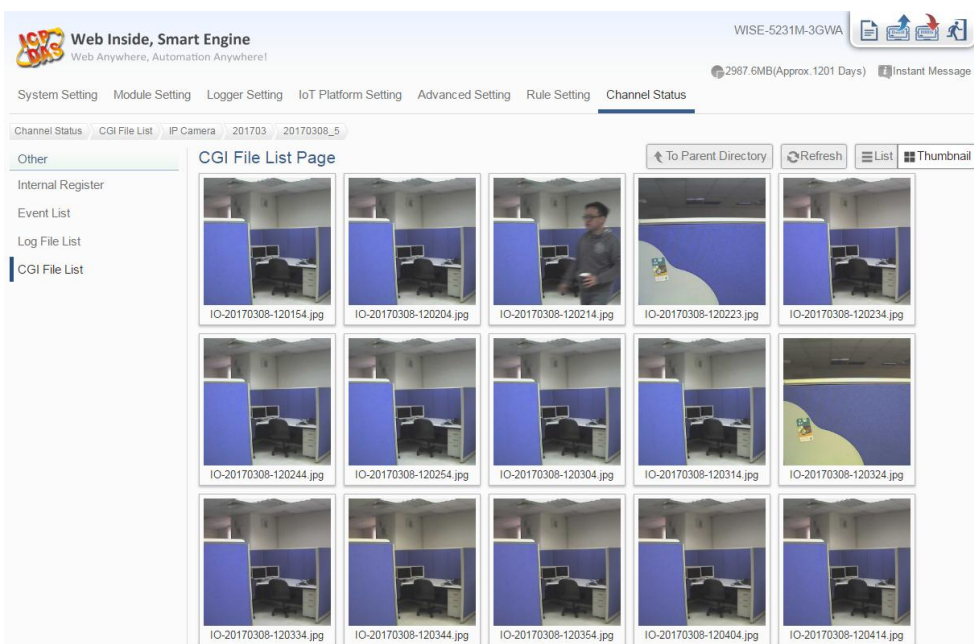 ICP DAS
Web Inside, Smart Engine
Web Anywhere, Automation Anywhere!
WISE-5231M-3GWA
2987.6MB(Approx.1201 Days) Instant Message
System Setting Module Setting Logger Setting IoT Platform Setting Advanced Setting Rule Setting Channel Status
Channel Status CGI File List IP Camera 201703 20170308_5
Other
Internal Register
Event List
Log File List
CGI File List
CGI File List Page
To Parent Directory Refresh List Thumbnail
IO-20170308-120154.jpg IO-20170308-120204.jpg IO-20170308-120214.jpg IO-20170308-120223.jpg IO-20170308-120234.jpg
IO-20170308-120244.jpg IO-20170308-120254.jpg IO-20170308-120304.jpg IO-20170308-120314.jpg IO-20170308-120324.jpg
IO-20170308-120334.jpg IO-20170308-120344.jpg IO-20170308-120354.jpg IO-20170308-120404.jpg IO-20170308-120414.jpg